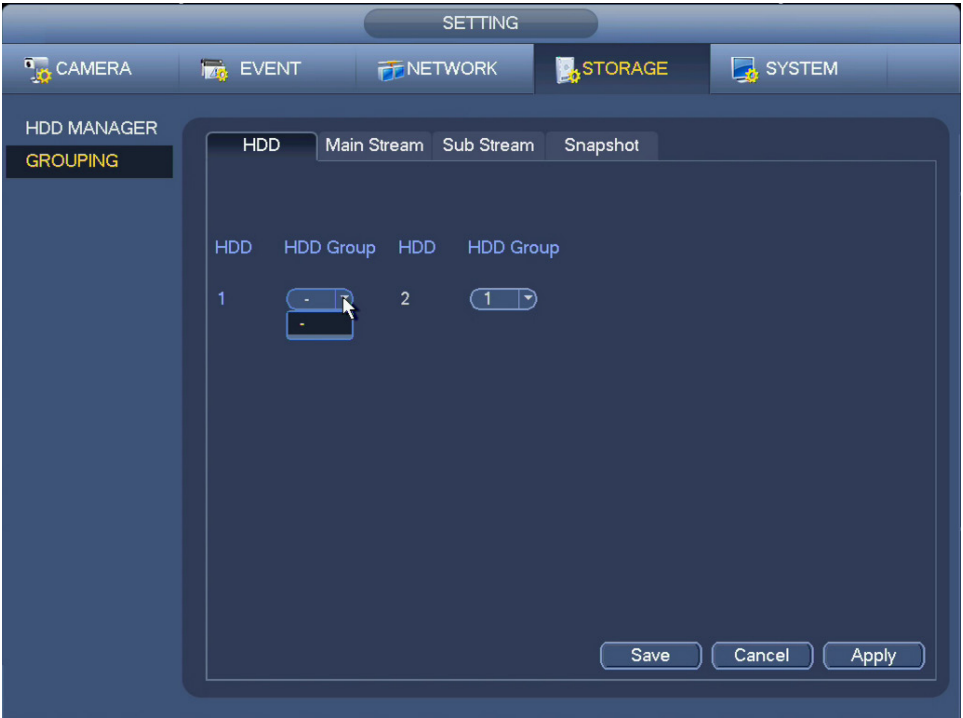 SETTING
CAMERA EVENT NETWORK STORAGE SYSTEM
HDD MANAGER
GROUPING
HDD Main Stream Sub Stream Snapshot
HDD HDD Group HDD HDD Group
1 - 2 1
-
Save Cancel Apply